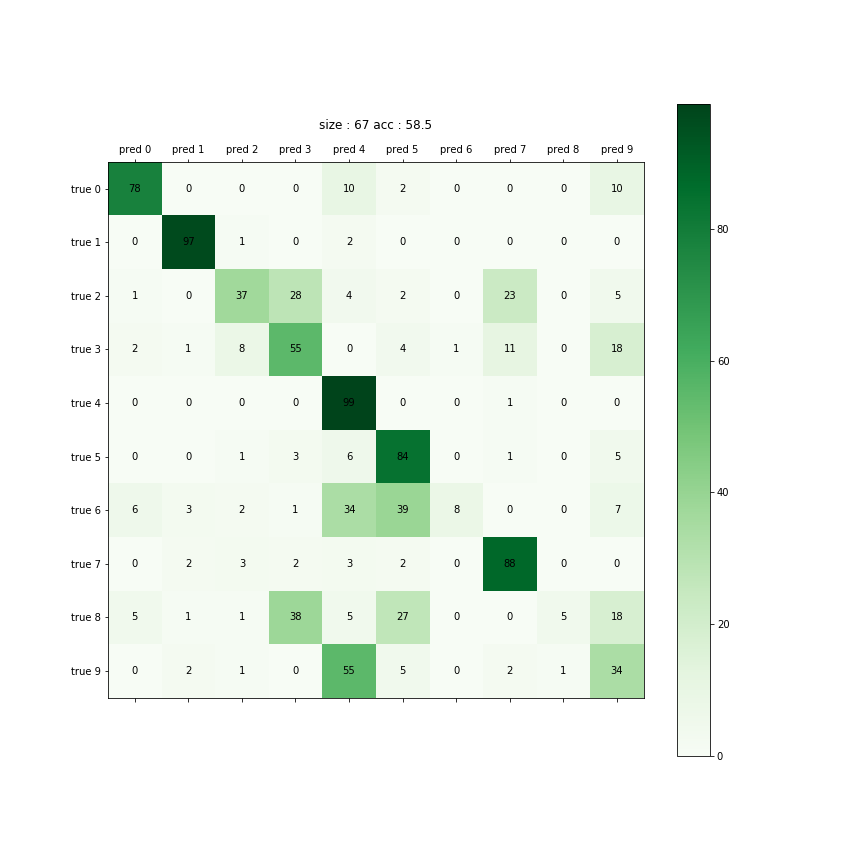 size : 67 acc : 58.5
pred 0 pred 1 pred 2 pred 3 pred 4 pred 5 pred 6 pred 7 pred 8 pred 9
true 0 78 0 0 0 10 2 0 0 0 10
true 1 0 97 1 0 2 0 0 0 0 0
80
true 2 1 0 37 28 4 2 0 23 0 5
true 3 2 1 8 55 0 4 1 11 0 18
60
true 4 0 0 0 0 99 0 0 1 0 0
true 5 0 0 1 3 6 84 0 1 0 5
40
true 6 6 3 2 1 34 39 8 0 0 7
true 7 0 2 3 2 3 2 0 88 0 0
true 8 5 1 1 38 5 27 0 0 5 18
20
true 9 0 2 1 0 55 5 0 2 1 34
0